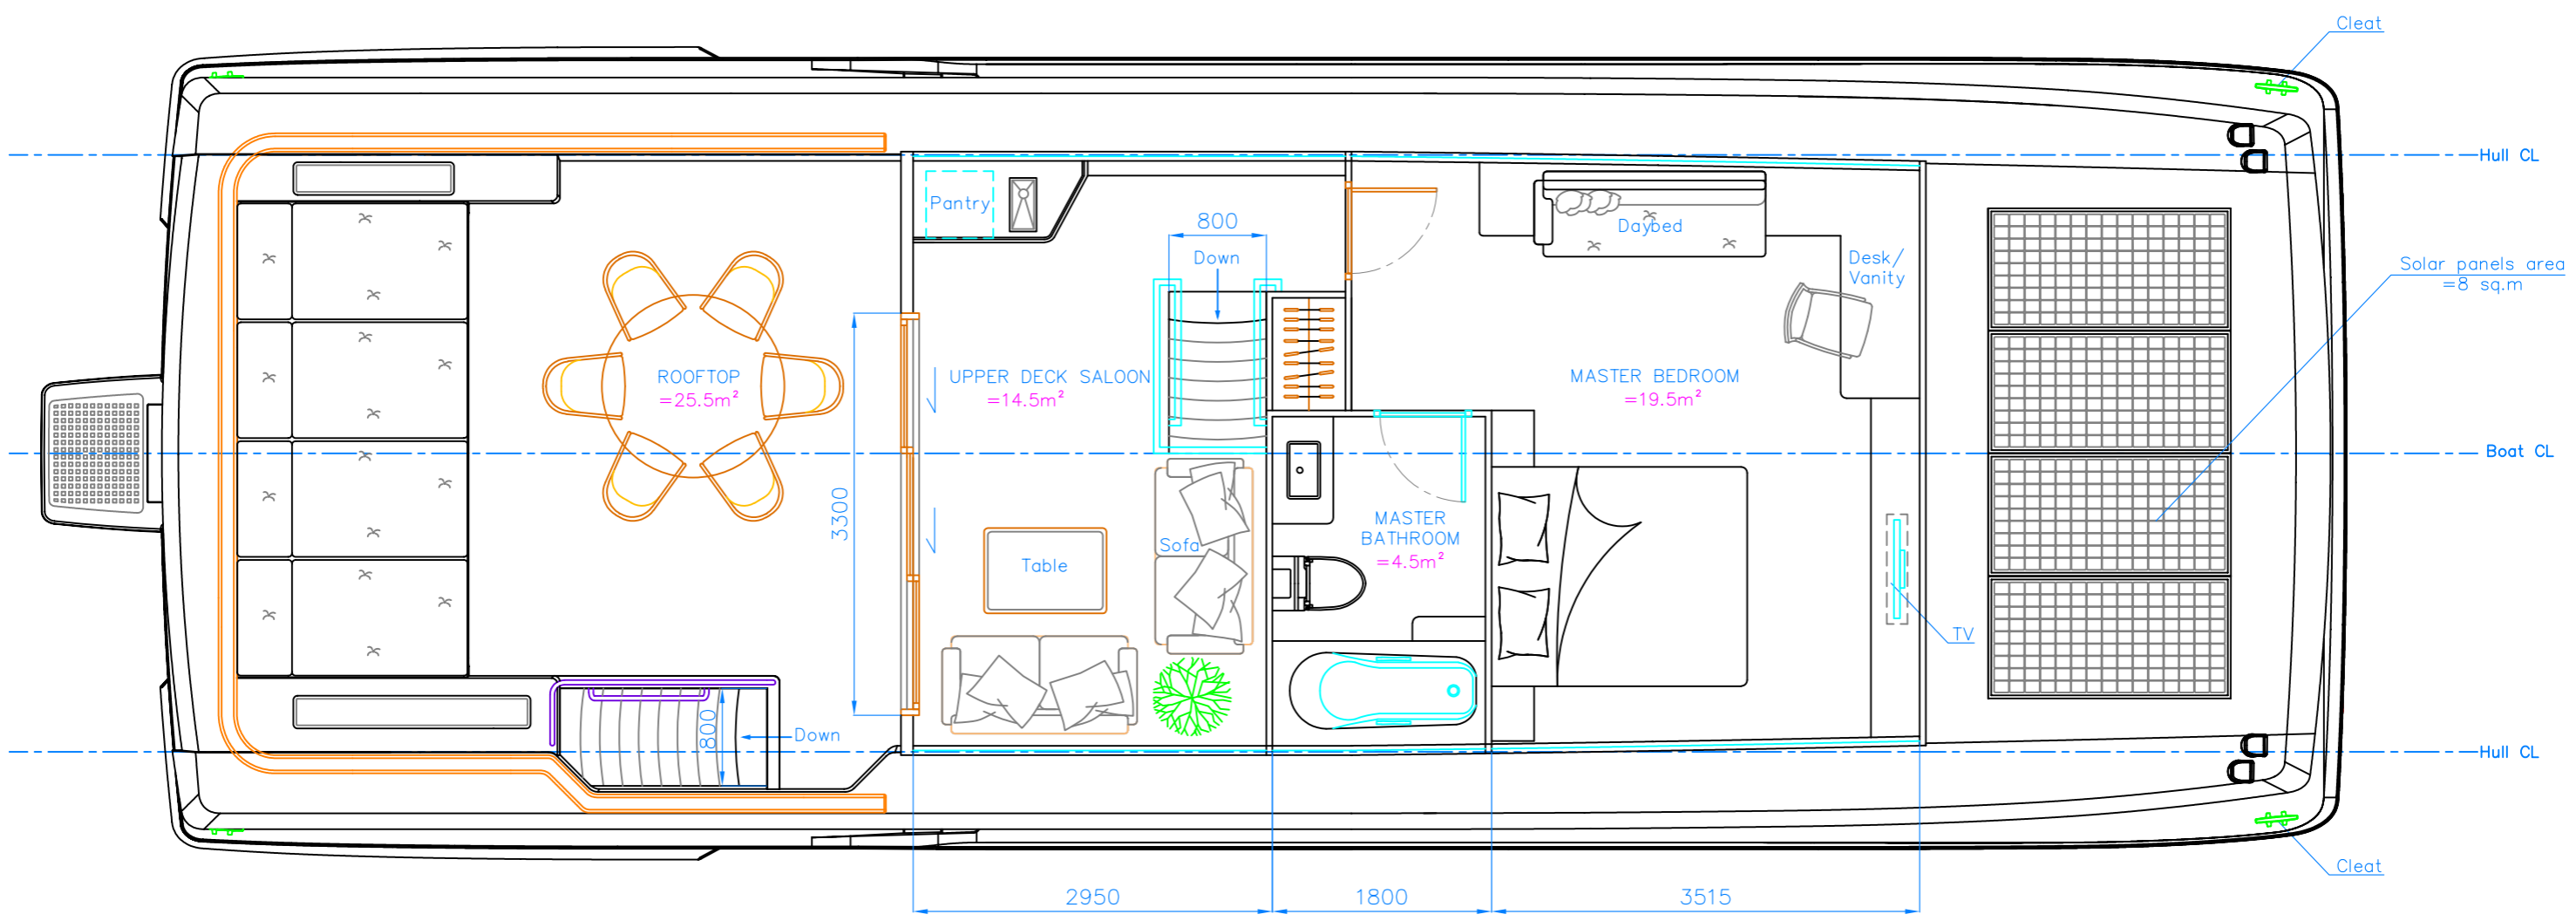 Cleat
Hull CL
Pantry
800
Down
Daybed
Desk/
Vanity
Solar panels area
=8 sq.m
ROOFTOP
=25.5m²
UPPER DECK SALOON
=14.5m²
MASTER BEDROOM
=19.5m²
Boat CL
3300
MASTER
BATHROOM
=4.5m²
Sofa
Table
TV
800
Down
Hull CL
Cleat
2950
1800
3515